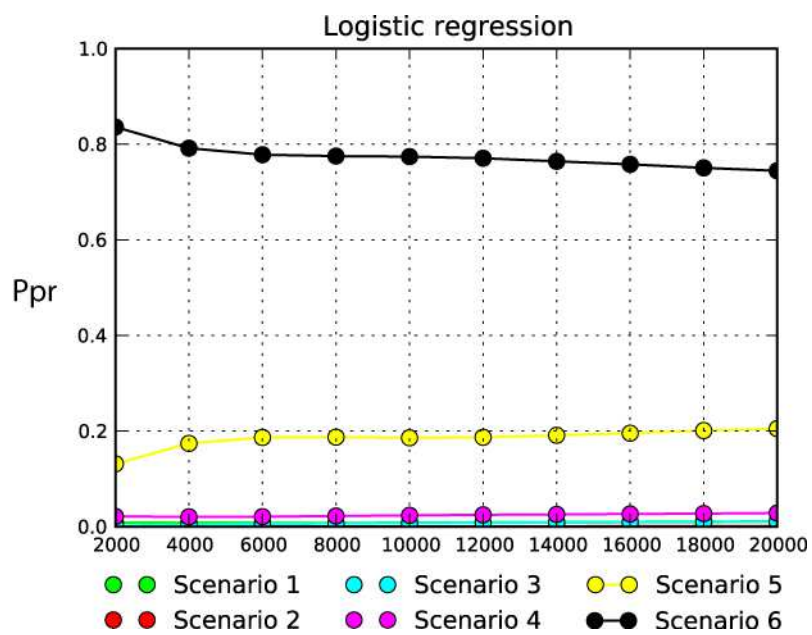 Logistic regression
1.0
0.8
0.6
Ppr
0.4
0.2
0.0
2000 4000 6000 8000 10000 12000 14000 16000 18000 20000
Scenario 1 Scenario 3 Scenario 5
Scenario 2 Scenario 4 Scenario 6